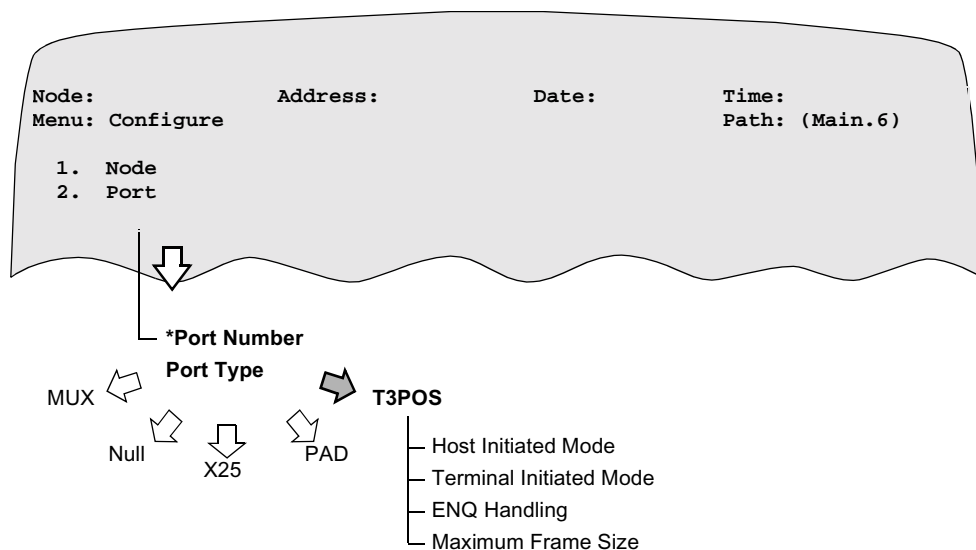 Node: Address: Date: Time:
Menu: Configure Path: (Main.6)
1. Node
2. Port
*Port Number
Port Type
MUX
Null
X25
PAD
T3POS
Host Initiated Mode
Terminal Initiated Mode
ENQ Handling
Maximum Frame Size